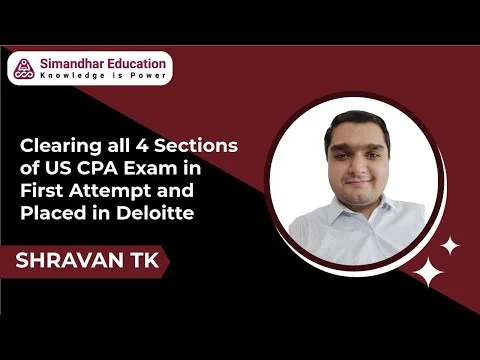 Simandhar Education
Knowledge is Power
Clearing all 4 Sections
of US CPA Exam in
First Attempt and
Placed in Deloitte
SHRAVAN TK